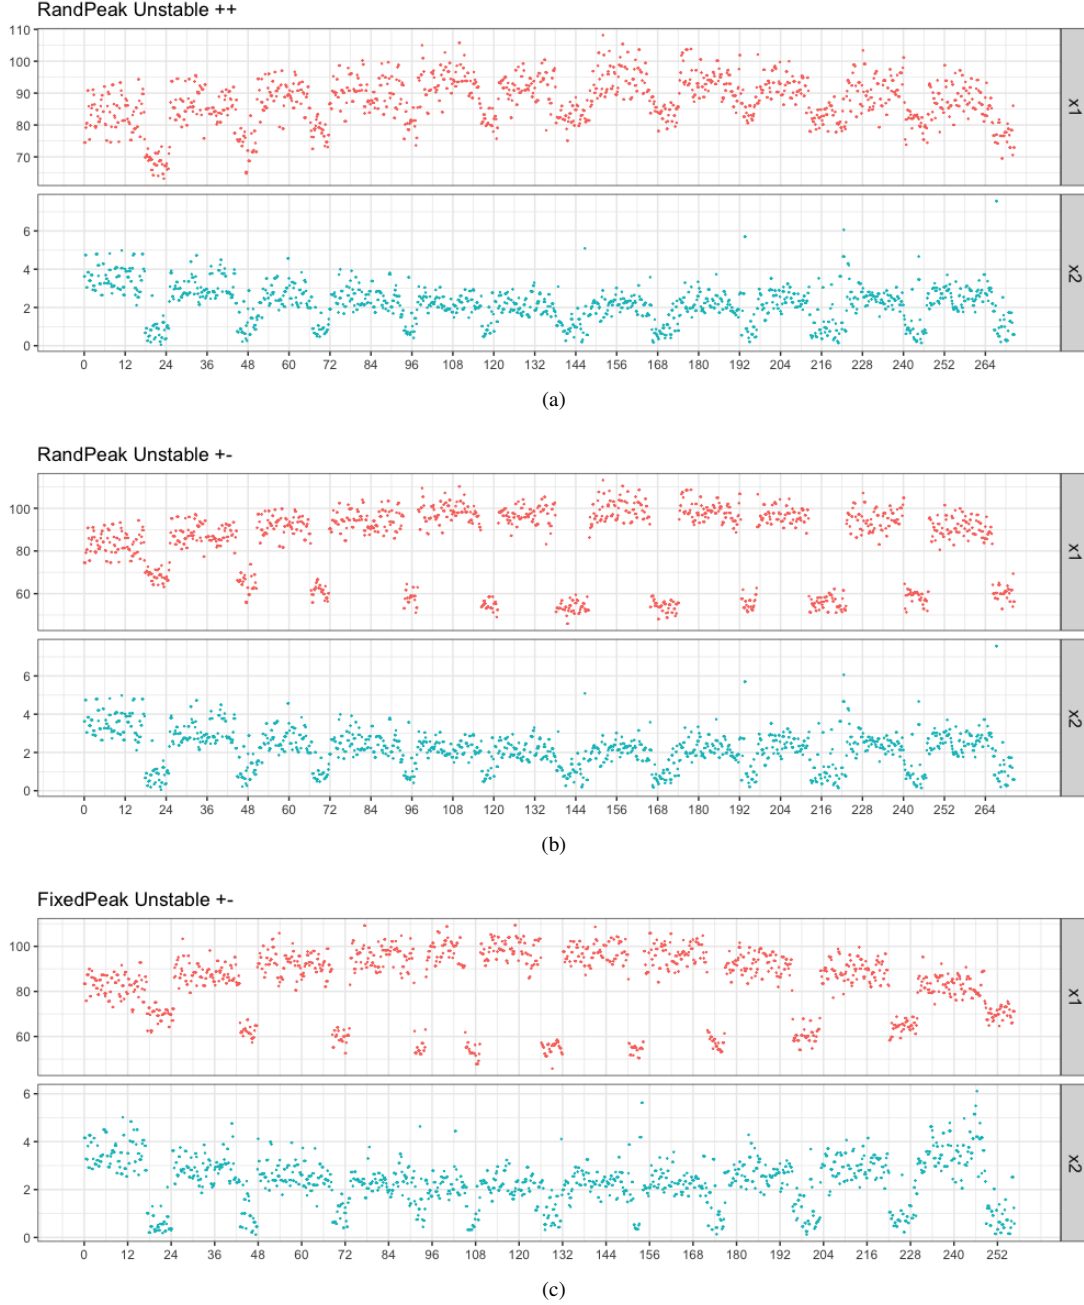 RandPeak Unstable ++
110
100
90
80
70
x1
6
4
2
0
x2
0 12 24 36 48 60 72 84 96 108 120 132 144 156 168 180 192 204 216 228 240 252 264
(a)
RandPeak Unstable +-
100
80
60
x1
6
4
2
0
x2
0 12 24 36 48 60 72 84 96 108 120 132 144 156 168 180 192 204 216 228 240 252 264
(b)
FixedPeak Unstable +-
100
80
60
x1
6
4
2
0
x2
0 12 24 36 48 60 72 84 96 108 120 132 144 156 168 180 192 204 216 228 240 252
(c)